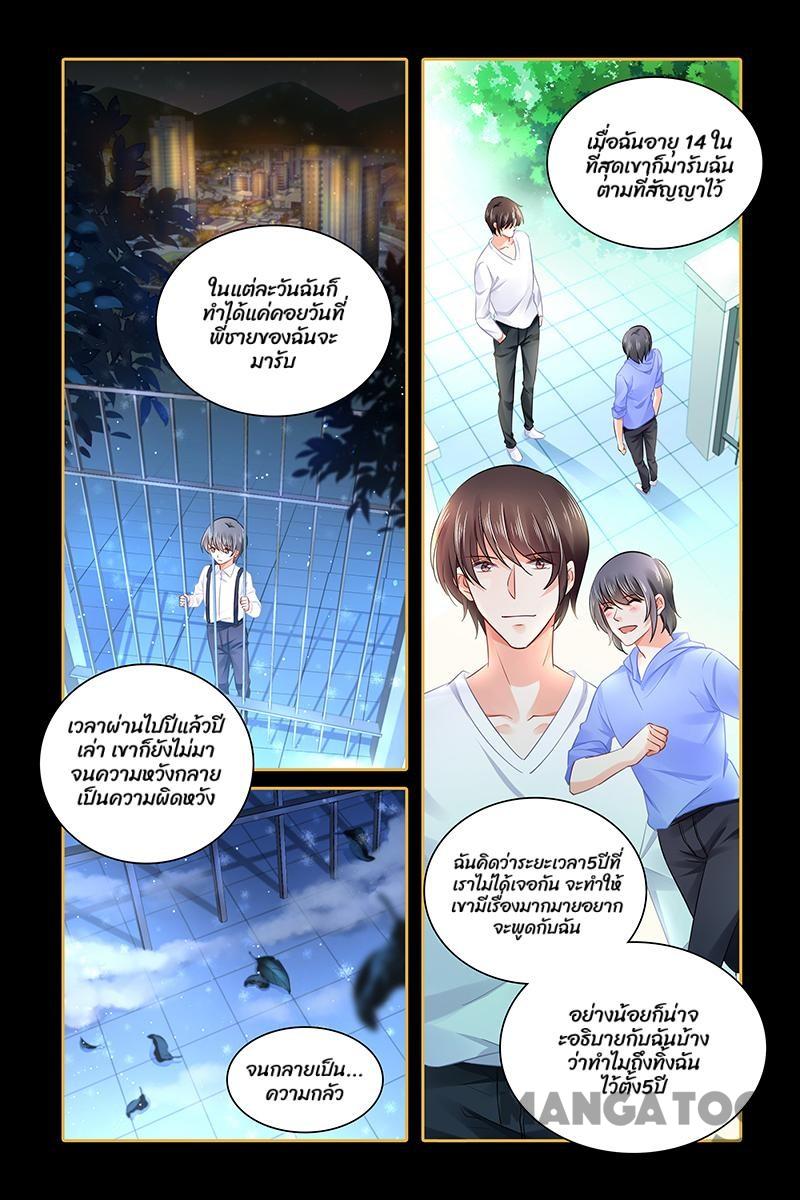 ในแต่ละวันฉันก็
ทำได้แค่คอยวันที่
พี่ชายของฉันจะ
มารับ
เวลาผ่านไปปีแล้วปี
เล่า เขาก็ยังไม่มา
จนความหวังกลาย
เป็นความผิดหวัง
จนกลายเป็น...
ความกลัว
เมื่อฉันอายุ 14 ใน
ที่สุดเขาก็มารับฉัน
ตามที่สัญญาไว้
ฉันคิดว่าระยะเวลา5ปีที่
เราไม่ได้เจอกัน จะทำให้
เขามีเรื่องมากมายอยาก
จะพูดกับฉัน
อย่างน้อยก็น่าจ
ะอธิบายกับฉันบ้าง
ว่าทำไมถึงทิ้งฉัน
ไว้ตั้ง5ปี
MANGATOO